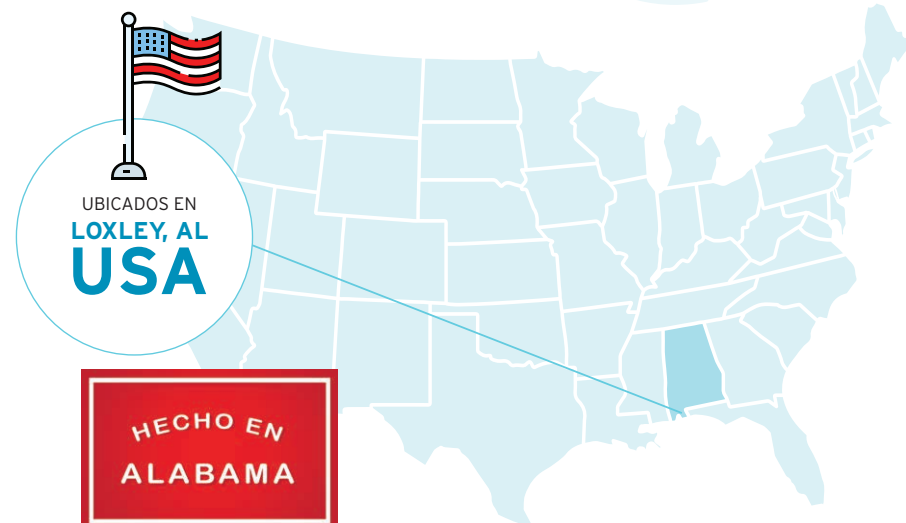 UBICADOS EN
LOXLEY, AL
USA
HECHO EN
ALABAMA